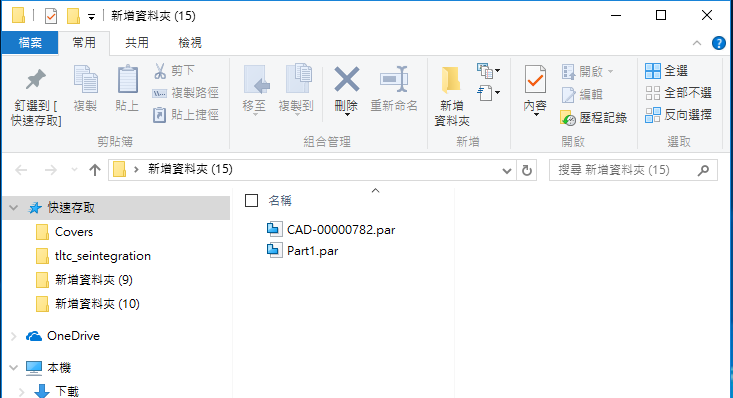 新增資料夾 (15)
檔案 常用 共用 檢視
釘選到 [快速存取]
複製
貼上
剪下
複製路徑
貼上捷徑
剪貼簿
移至
複製到
刪除
重新命名
組合管理
新增
資料夾
新增
內容
開啟
編輯
歷程記錄
開啟
全選
全部不選
反向選擇
選取
新增資料夾 (15)
搜尋 新增資料夾 (15)
快速存取
Covers
tltc_seintegration
新增資料夾 (9)
新增資料夾 (10)
OneDrive
本機
下載
名稱
CAD-00000782.par
Part1.par